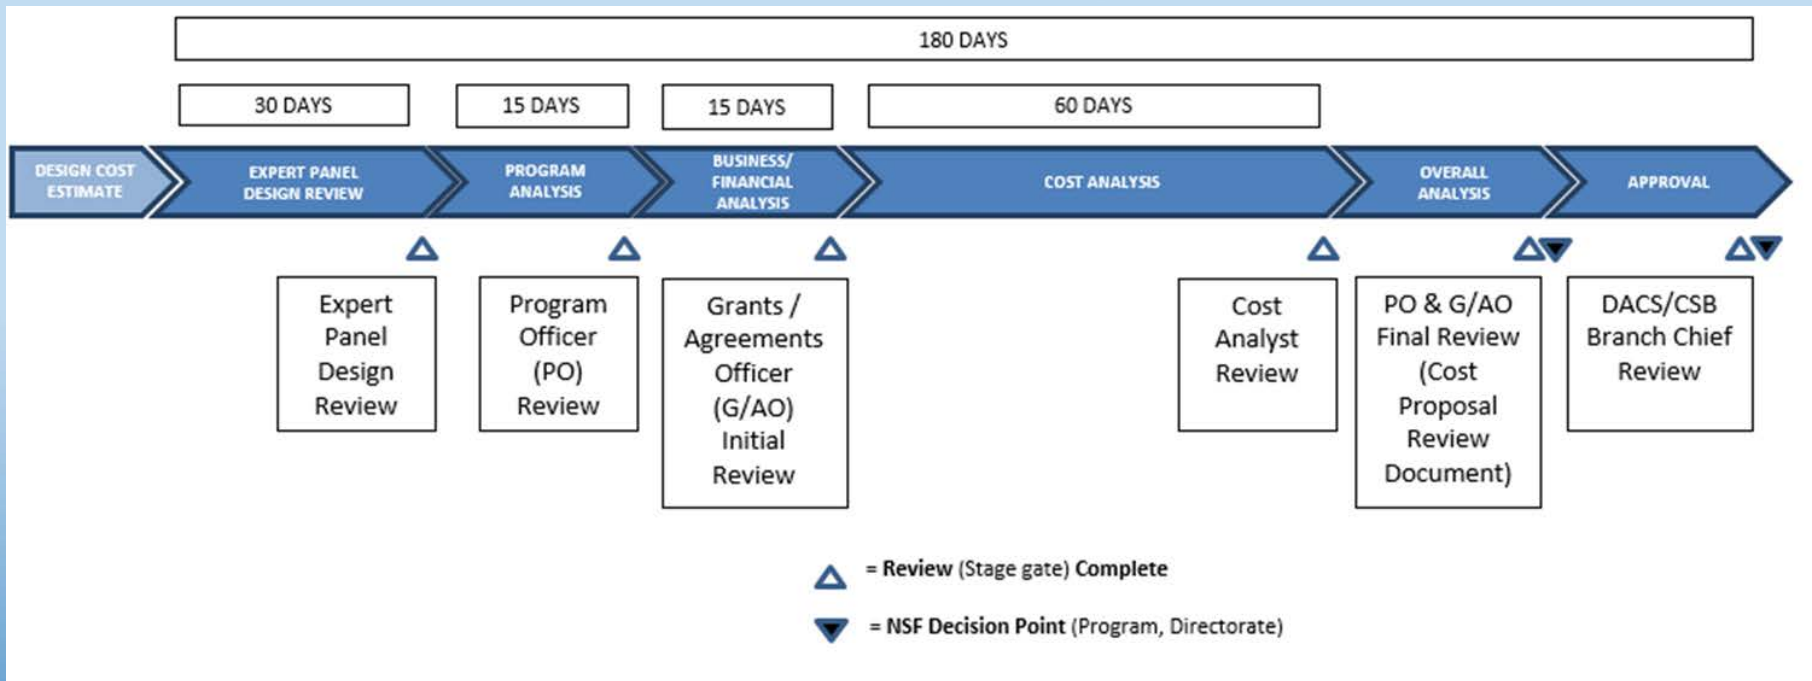 180 DAYS
30 DAYS
15 DAYS
15 DAYS
60 DAYS
DESIGN COST
ESTIMATE
EXPERT PANEL
DESIGN REVIEW
PROGRAM
ANALYSIS
BUSINESS/
FINANCIAL
ANALYSIS
COST ANALYSIS
OVERALL
ANALYSIS
APPROVAL
Expert
Panel
Design
Review
Program
Officer
(PO)
Review
Grants /
Agreements
Officer
(G/AO)
Initial
Review
Cost
Analyst
Review
PO & G/AO
Final Review
(Cost
Proposal
Review
Document)
DACS/CSB
Branch Chief
Review
= Review (Stage gate) Complete
= NSF Decision Point (Program, Directorate)